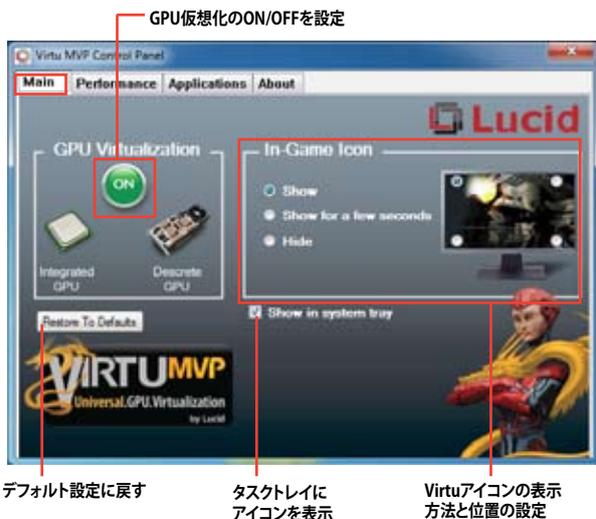 GPU仮想化のON/OFFを設定
Virtu MVP Control Panel
Main Performance Applications About
Lucid
GPU Virtualization
ON
Integrated
GPU
Descrete
GPU
In-Game Icon
Show
Show for a few seconds
Hide
Restore To Defaults
Show in system tray
VIRTU MVP
Universal.GPU.Virtualization
by Lucid
デフォルト設定に戻す
タスクトレイに
アイコンを表示
Virtuアイコンの表示
方法と位置の設定